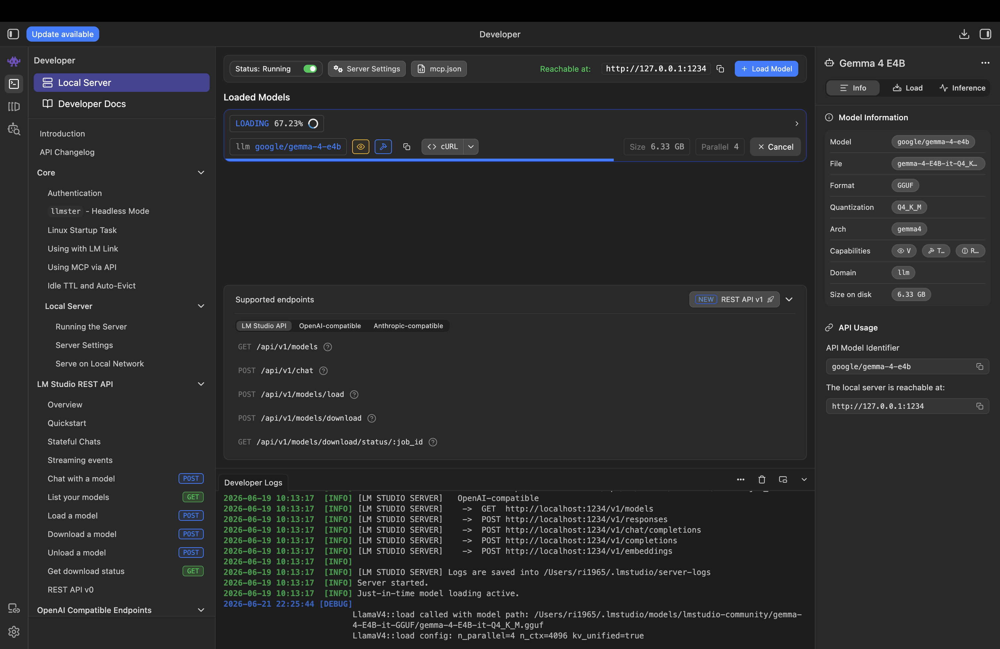 Update available
Developer
Developer
Local Server
Developer Docs
Introduction
API Changelog
Core
Authentication
llmster - Headless Mode
Linux Startup Task
Using with LM Link
Using MCP via API
Idle TTL and Auto-Evict
Local Server
Running the Server
Server Settings
Serve on Local Network
LM Studio REST API
Overview
Quickstart
Stateful Chats
Streaming events
Chat with a model POST
List your models GET
Load a model POST
Download a model POST
Unload a model POST
Get download status GET
REST API v0
OpenAI Compatible Endpoints
Status: Running Server Settings mcp.json Reachable at: http://127.0.0.1:1234 + Load Model
Loaded Models
LOADING 67.23%
llm google/gemma-4-e4b cURL Size 6.33 GB Parallel 4 Cancel
Supported endpoints NEW REST API v1
LM Studio API OpenAI-compatible Anthropic-compatible
GET /api/v1/models
POST /api/v1/chat
POST /api/v1/models/load
POST /api/v1/models/download
GET /api/v1/models/download/status/:job_id
Developer Logs
2026-06-19 10:13:17 [INFO] [LM STUDIO SERVER] OpenAI-compatible
2026-06-19 10:13:17 [INFO] [LM STUDIO SERVER] -> GET http://localhost:1234/v1/models
2026-06-19 10:13:17 [INFO] [LM STUDIO SERVER] -> POST http://localhost:1234/v1/responses
2026-06-19 10:13:17 [INFO] [LM STUDIO SERVER] -> POST http://localhost:1234/v1/chat/completions
2026-06-19 10:13:17 [INFO] [LM STUDIO SERVER] -> POST http://localhost:1234/v1/completions
2026-06-19 10:13:17 [INFO] [LM STUDIO SERVER] -> POST http://localhost:1234/v1/embeddings
2026-06-19 10:13:17 [INFO]
2026-06-19 10:13:17 [INFO] [LM STUDIO SERVER] Logs are saved into /Users/ri1965/.lmstudio/server-logs
2026-06-19 10:13:17 [INFO] Server started.
2026-06-19 10:13:17 [INFO] Just-in-time model loading active.
2026-06-21 22:25:44 [DEBUG]
LlamaV4::load called with model path: /Users/ri1965/.lmstudio/models/lmstudio-community/gemma-
4-E4B-it-GGUF/gemma-4-E4B-it-Q4_K_M.gguf
LlamaV4::load config: n_parallel=4 n_ctx=4096 kv_unified=true
Gemma 4 E4B
Info Load Inference
Model Information
Model google/gemma-4-e4b
File gemma-4-E4B-it-Q4_K…
Format GGUF
Quantization Q4_K_M
Arch gemma4
Capabilities V T… R…
Domain llm
Size on disk 6.33 GB
API Usage
API Model Identifier
google/gemma-4-e4b
The local server is reachable at:
http://127.0.0.1:1234